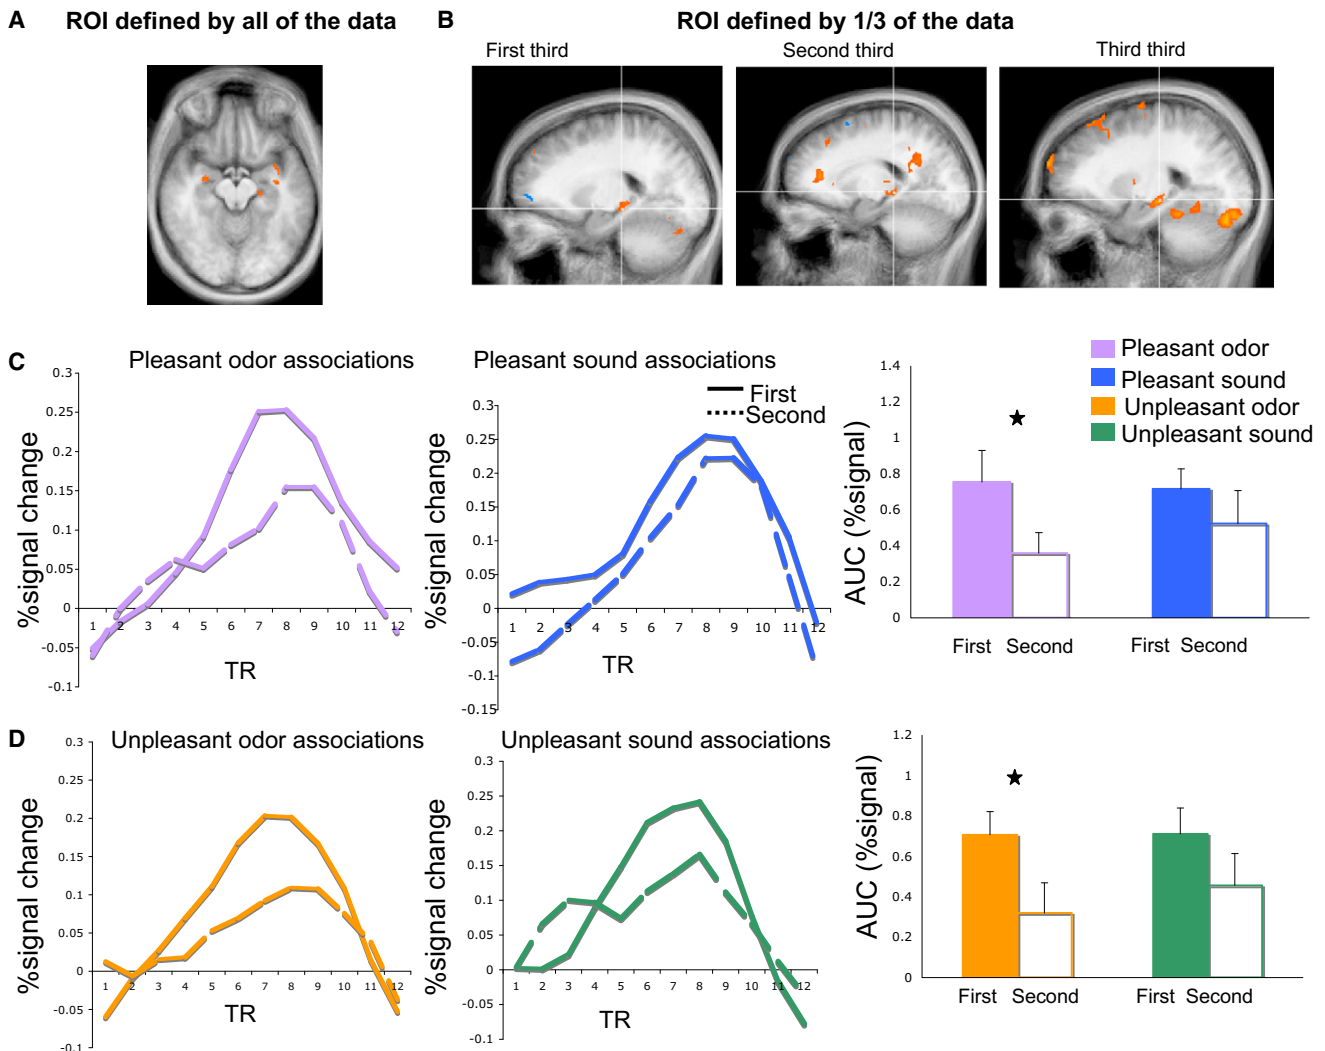 A ROI defined by all of the data
B ROI defined by 1/3 of the data
First third
Second third
Third third
C
Pleasant odor associations
%signal change
0.3
0.25
0.2
0.15
0.1
0.05
0
-0.05
-0.1
1 2 3 4 5 6 7 8 9 10 11 12
TR
Pleasant sound associations
First
Second
%signal change
0.3
0.25
0.2
0.15
0.1
0.05
0
-0.05
-0.1
-0.15
1 2 3 4 5 6 7 8 9 10 11 12
TR
Pleasant odor
Pleasant sound
Unpleasant odor
Unpleasant sound
AUC (%signal)
1.4
1.2
1
0.8
0.6
0.4
0.2
0
First Second
First Second
D
Unpleasant odor associations
%signal change
0.3
0.25
0.2
0.15
0.1
0.05
0
-0.05
-0.1
1 2 3 4 5 6 7 8 9 10 11 12
TR
Unpleasant sound associations
%signal change
0.3
0.25
0.2
0.15
0.1
0.05
0
-0.05
-0.1
1 2 3 4 5 6 7 8 9 10 11 12
TR
AUC (%signal)
1.2
1
0.8
0.6
0.4
0.2
0
First Second
First Second